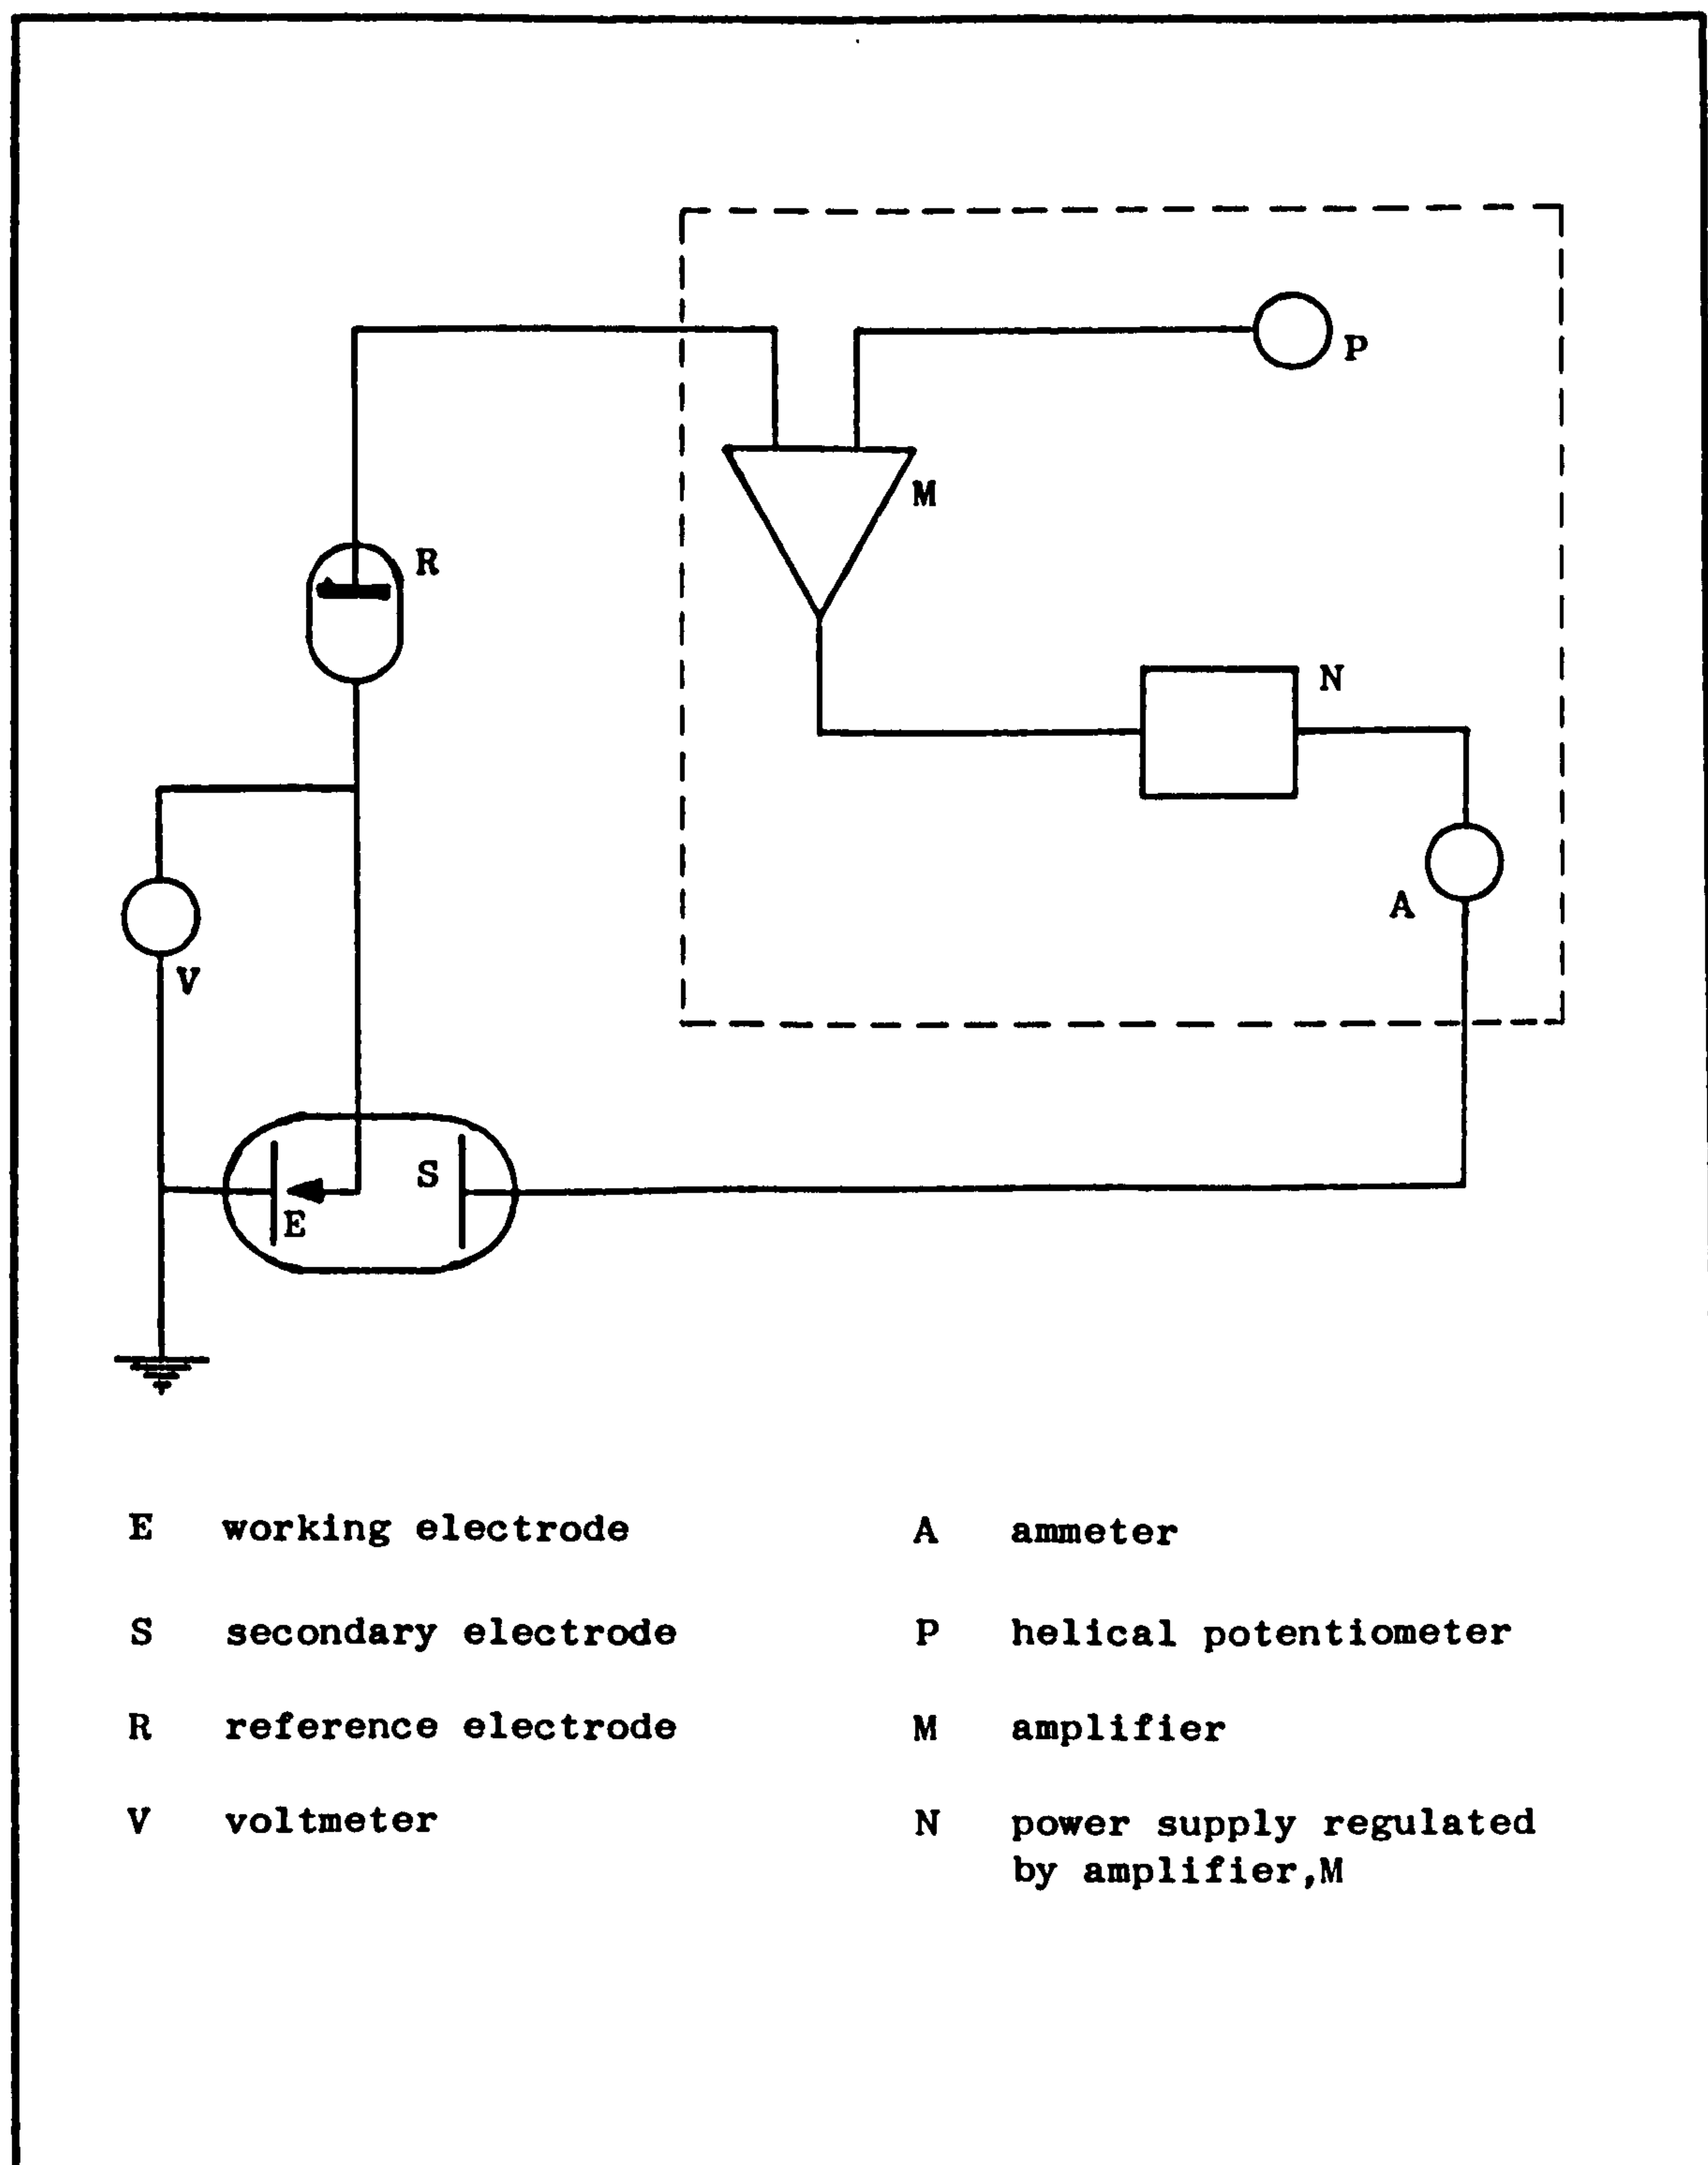 P
M
R
N
A
V
S
E
E working electrode
A ammeter
S secondary electrode
P helical potentiometer
R reference electrode
M amplifier
V voltmeter
N power supply regulated
by amplifier,M